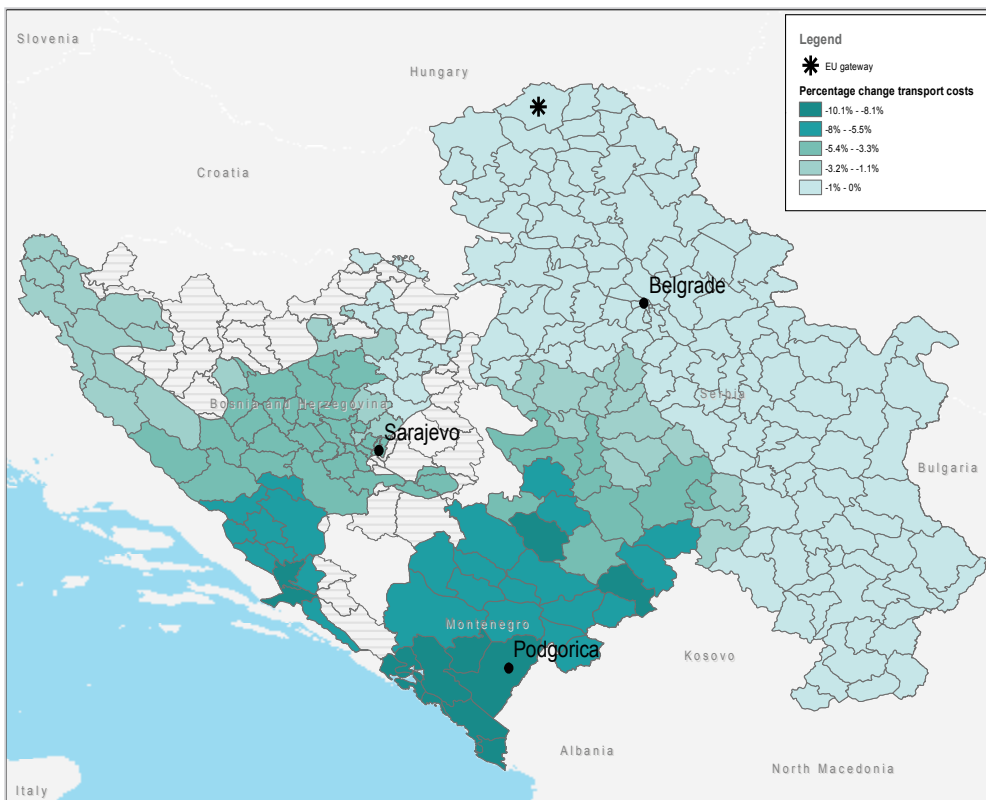 Slovenia
Hungary
Croatia
Legend
EU gateway
Percentage change transport costs
-10.1% - -8.1%
-8% - -5.5%
-5.4% - -3.3%
-3.2% - -1.1%
-1% - 0%
Belgrade
Serbia
Bosnia and Herzegovina
Sarajevo
Bulgaria
Montenegro
Podgorica
Kosovo
Albania
North Macedonia
Italy